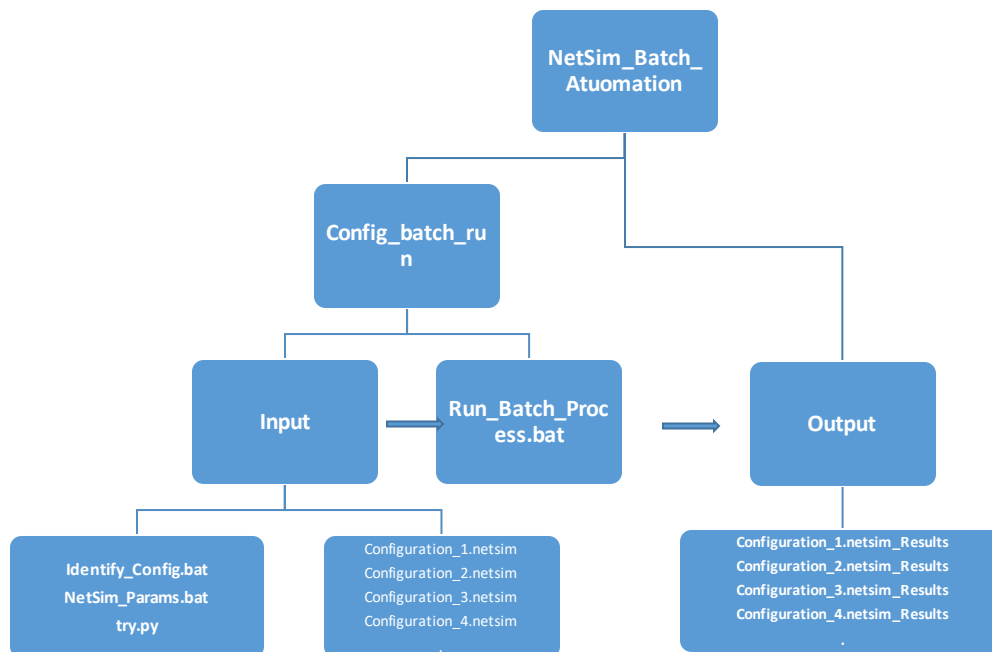 NetSim_Batch_
Atuomation
Config_batch_ru
n
Input
Run_Batch_Proc
ess.bat
Output
Identify_Config.bat
NetSim_Params.bat
try.py
Configuration_1.netsim
Configuration_2.netsim
Configuration_3.netsim
Configuration_4.netsim
.
Configuration_1.netsim_Results
Configuration_2.netsim_Results
Configuration_3.netsim_Results
Configuration_4.netsim_Results
.